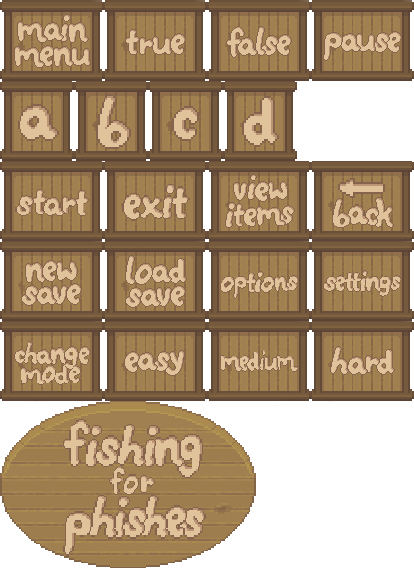 main menu
true
false
pause
a
b
c
d
start
exit
view items
back
new save
load save
options
settings
change mode
easy
medium
hard
fishing
for
phishes